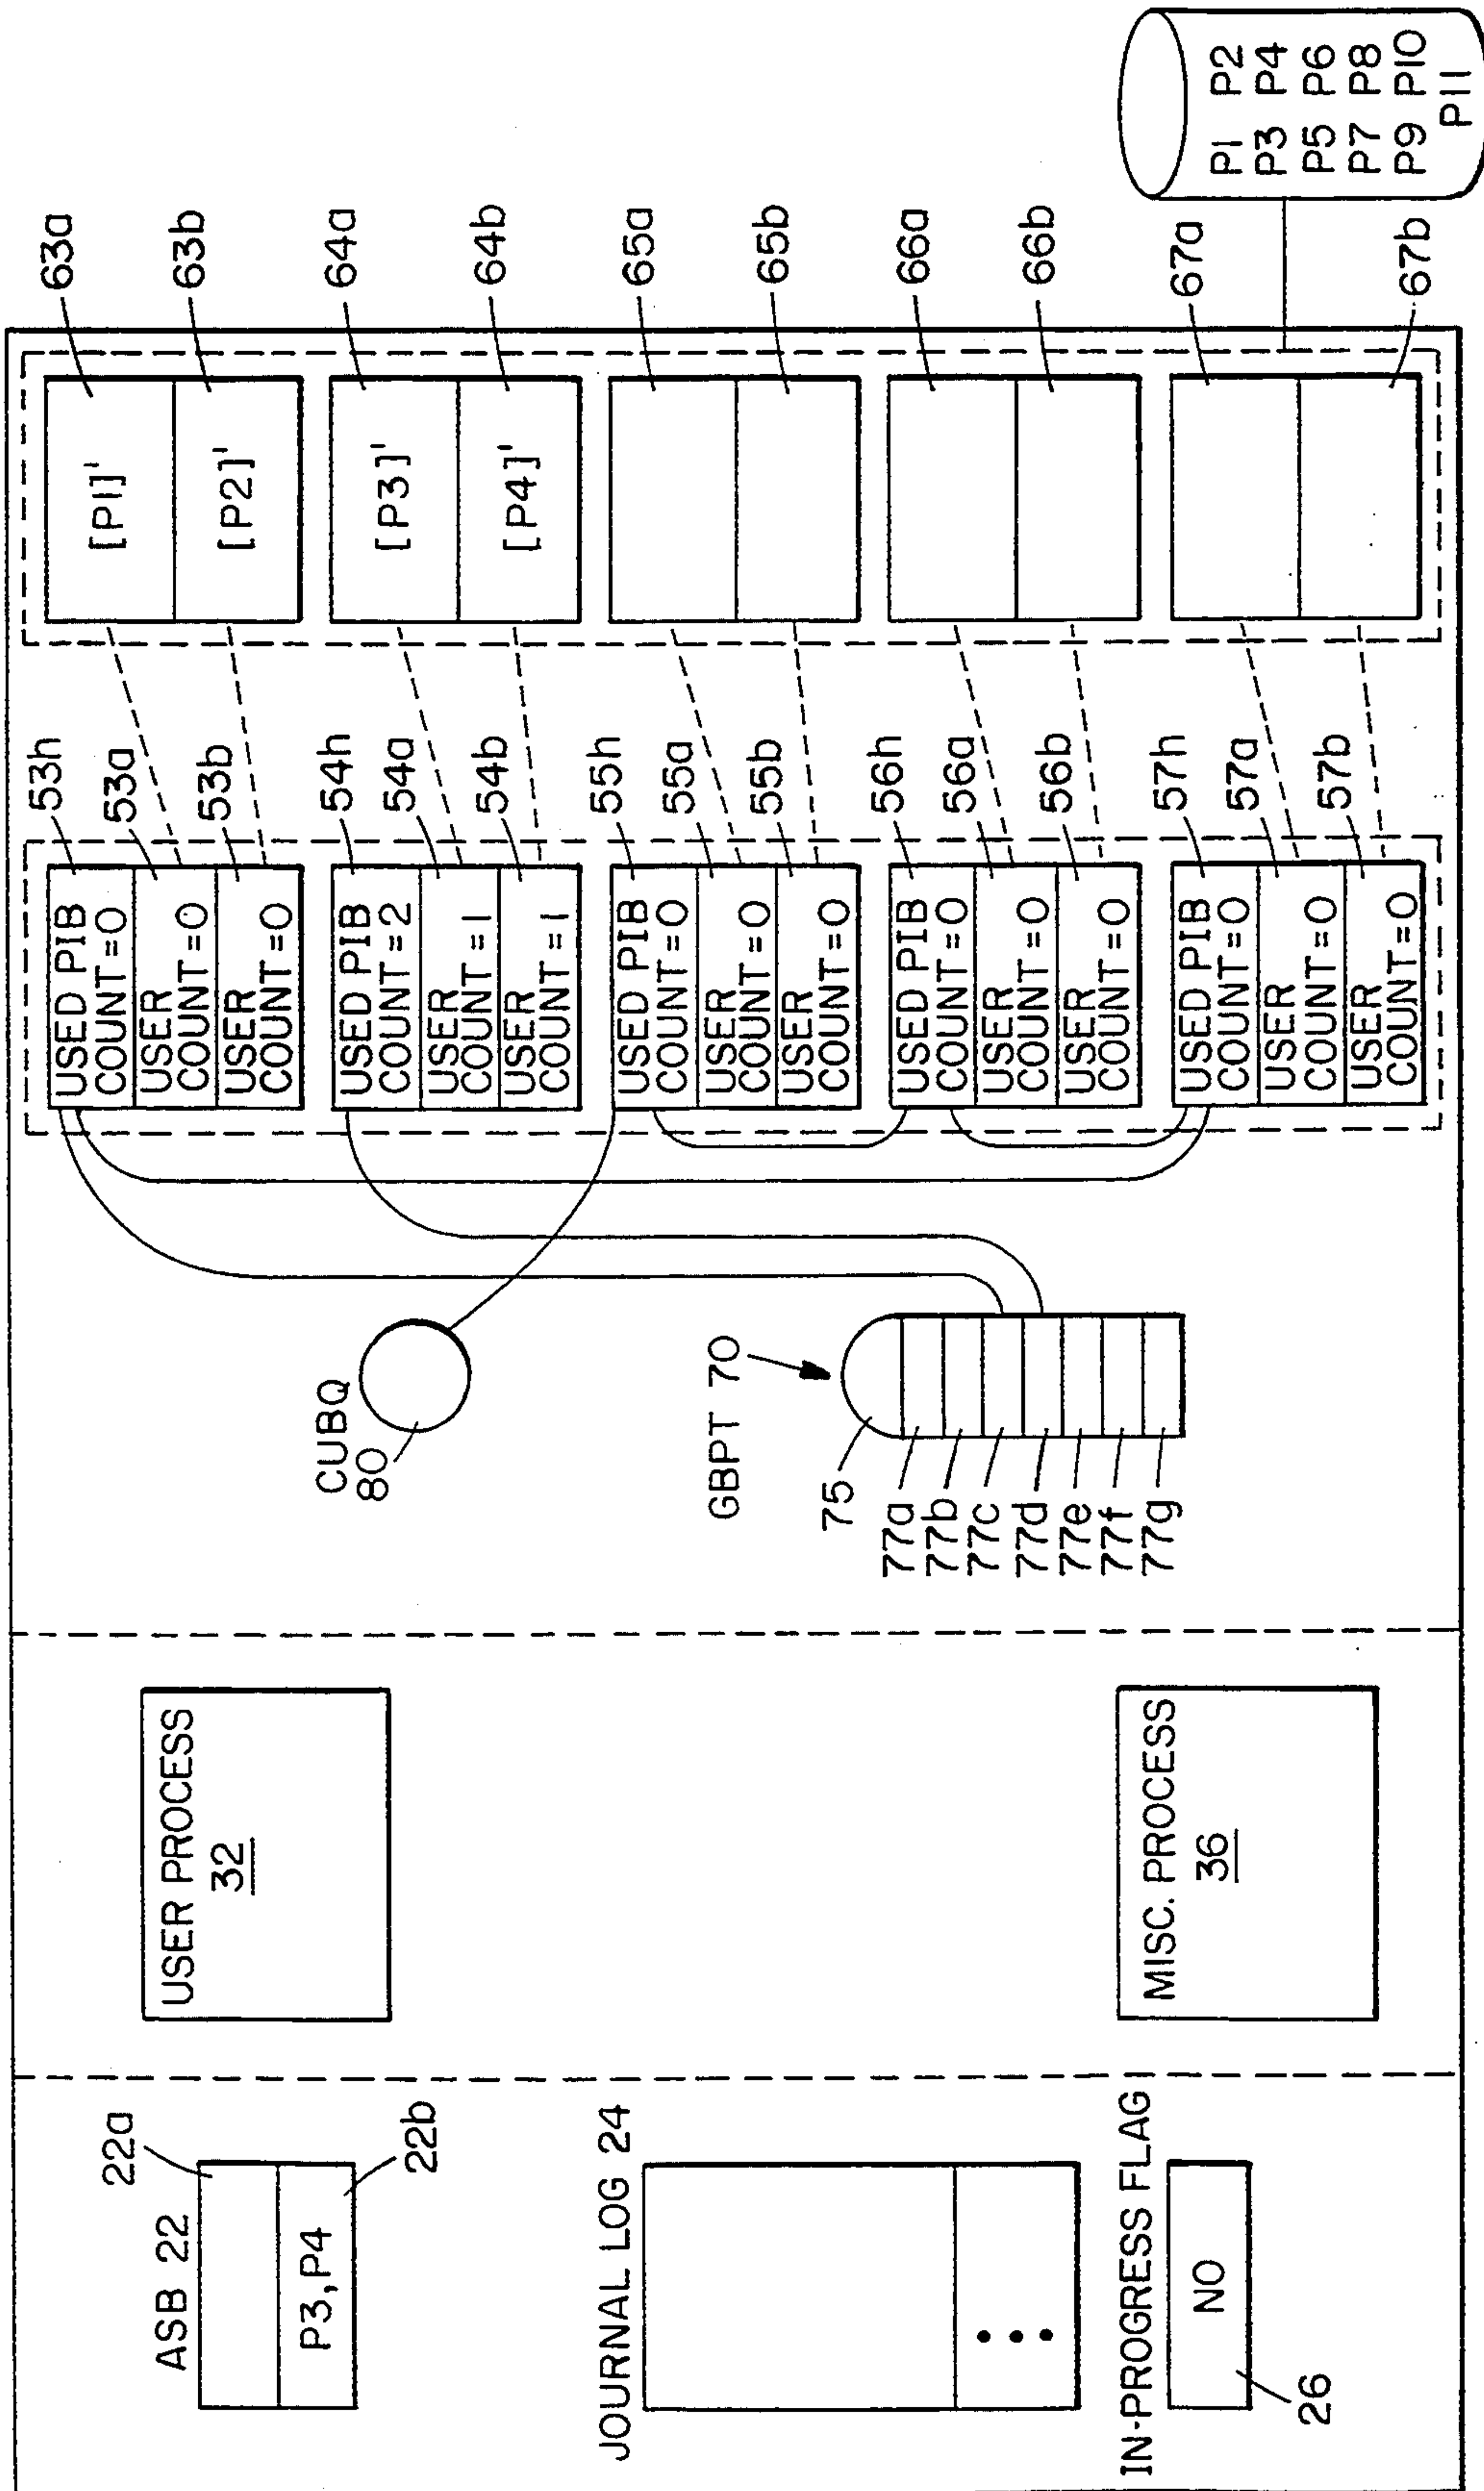 ASB 22
22a
P3,P4
22b
JOURNAL LOG 24
IN-PROGRESS FLAG
NO
26
USER PROCESS
32
MISC. PROCESS
36
CUBQ
80
GBPT 70
75
77a
77b
77c
77d
77e
77f
77g
USED PIB
COUNT=0
USER
COUNT=0
USER
COUNT=0
53h
53a
53b
USED PIB
COUNT=2
USER
COUNT=1
USER
COUNT=1
54h
54a
54b
USED PIB
COUNT=0
USER
COUNT=0
USER
COUNT=0
55h
55a
55b
USED PIB
COUNT=0
USER
COUNT=0
USER
COUNT=0
56h
56a
56b
USED PIB
COUNT=0
USER
COUNT=0
USER
COUNT=0
57h
57a
57b
[P1]'
[P2]'
63a
63b
[P3]'
[P4]'
64a
64b
65a
65b
66a
66b
67a
67b
P1 P2
P3 P4
P5 P6
P7 P8
P9 P10
P11